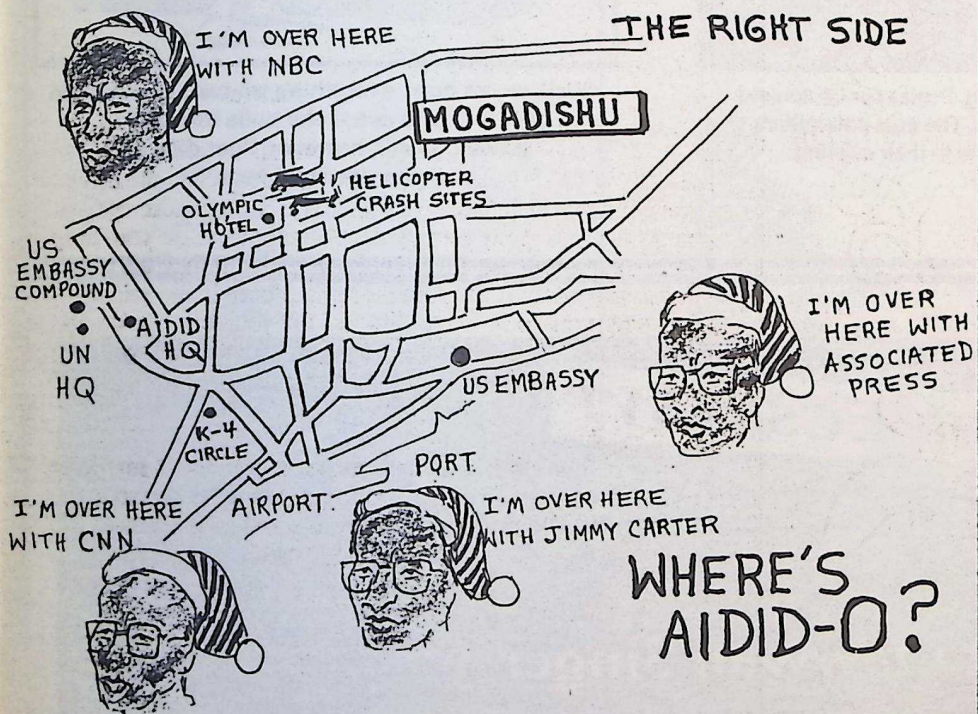 THE RIGHT SIDE
I'M OVER HERE
WITH NBC
MOGADISHU
HELICOPTER
CRASH SITES
OLYMPIC
HOTEL
US
EMBASSY
COMPOUND
AIDID
HQ
UN
HQ
I'M OVER
HERE WITH
ASSOCIATED
PRESS
US EMBASSY
K-4
CIRCLE
PORT.
AIRPORT.
I'M OVER HERE
WITH CNN
I'M OVER HERE
WITH JIMMY CARTER
WHERE'S
AIDID-O?